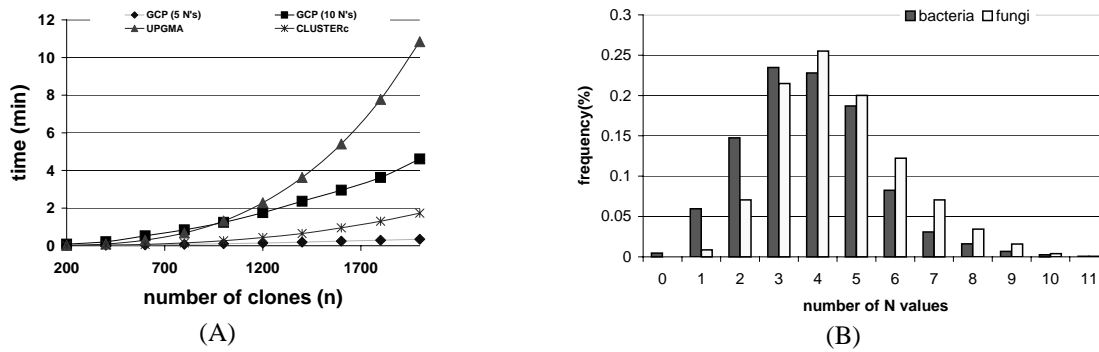 GCP (5 N's) GCP (10 N's)
UPGMA CLUSTERc
12
10
8
6
4
2
0
200 700 1200 1700
time (min)
number of clones (n)
(A)
bacteria fungi
0.3
0.25
0.2
0.15
0.1
0.05
0
0 1 2 3 4 5 6 7 8 9 10 11
frequency(%)
number of N values
(B)